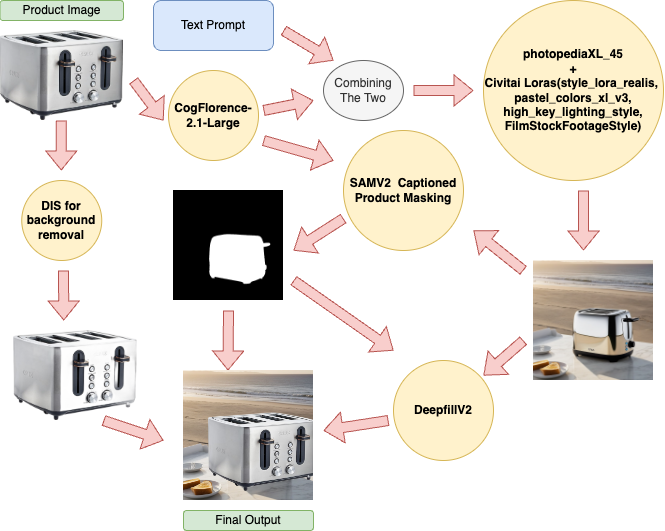 Product Image
Text Prompt
Combining
The Two
photopediaXL_45
+
Civitai Loras(style_lora_realis,
pastel_colors_xl_v3,
high_key_lighting_style,
FilmStockFootageStyle)
CogFlorence-
2.1-Large
SAMV2  Captioned
Product Masking
DIS for
background
removal
DeepfillV2
Final Output